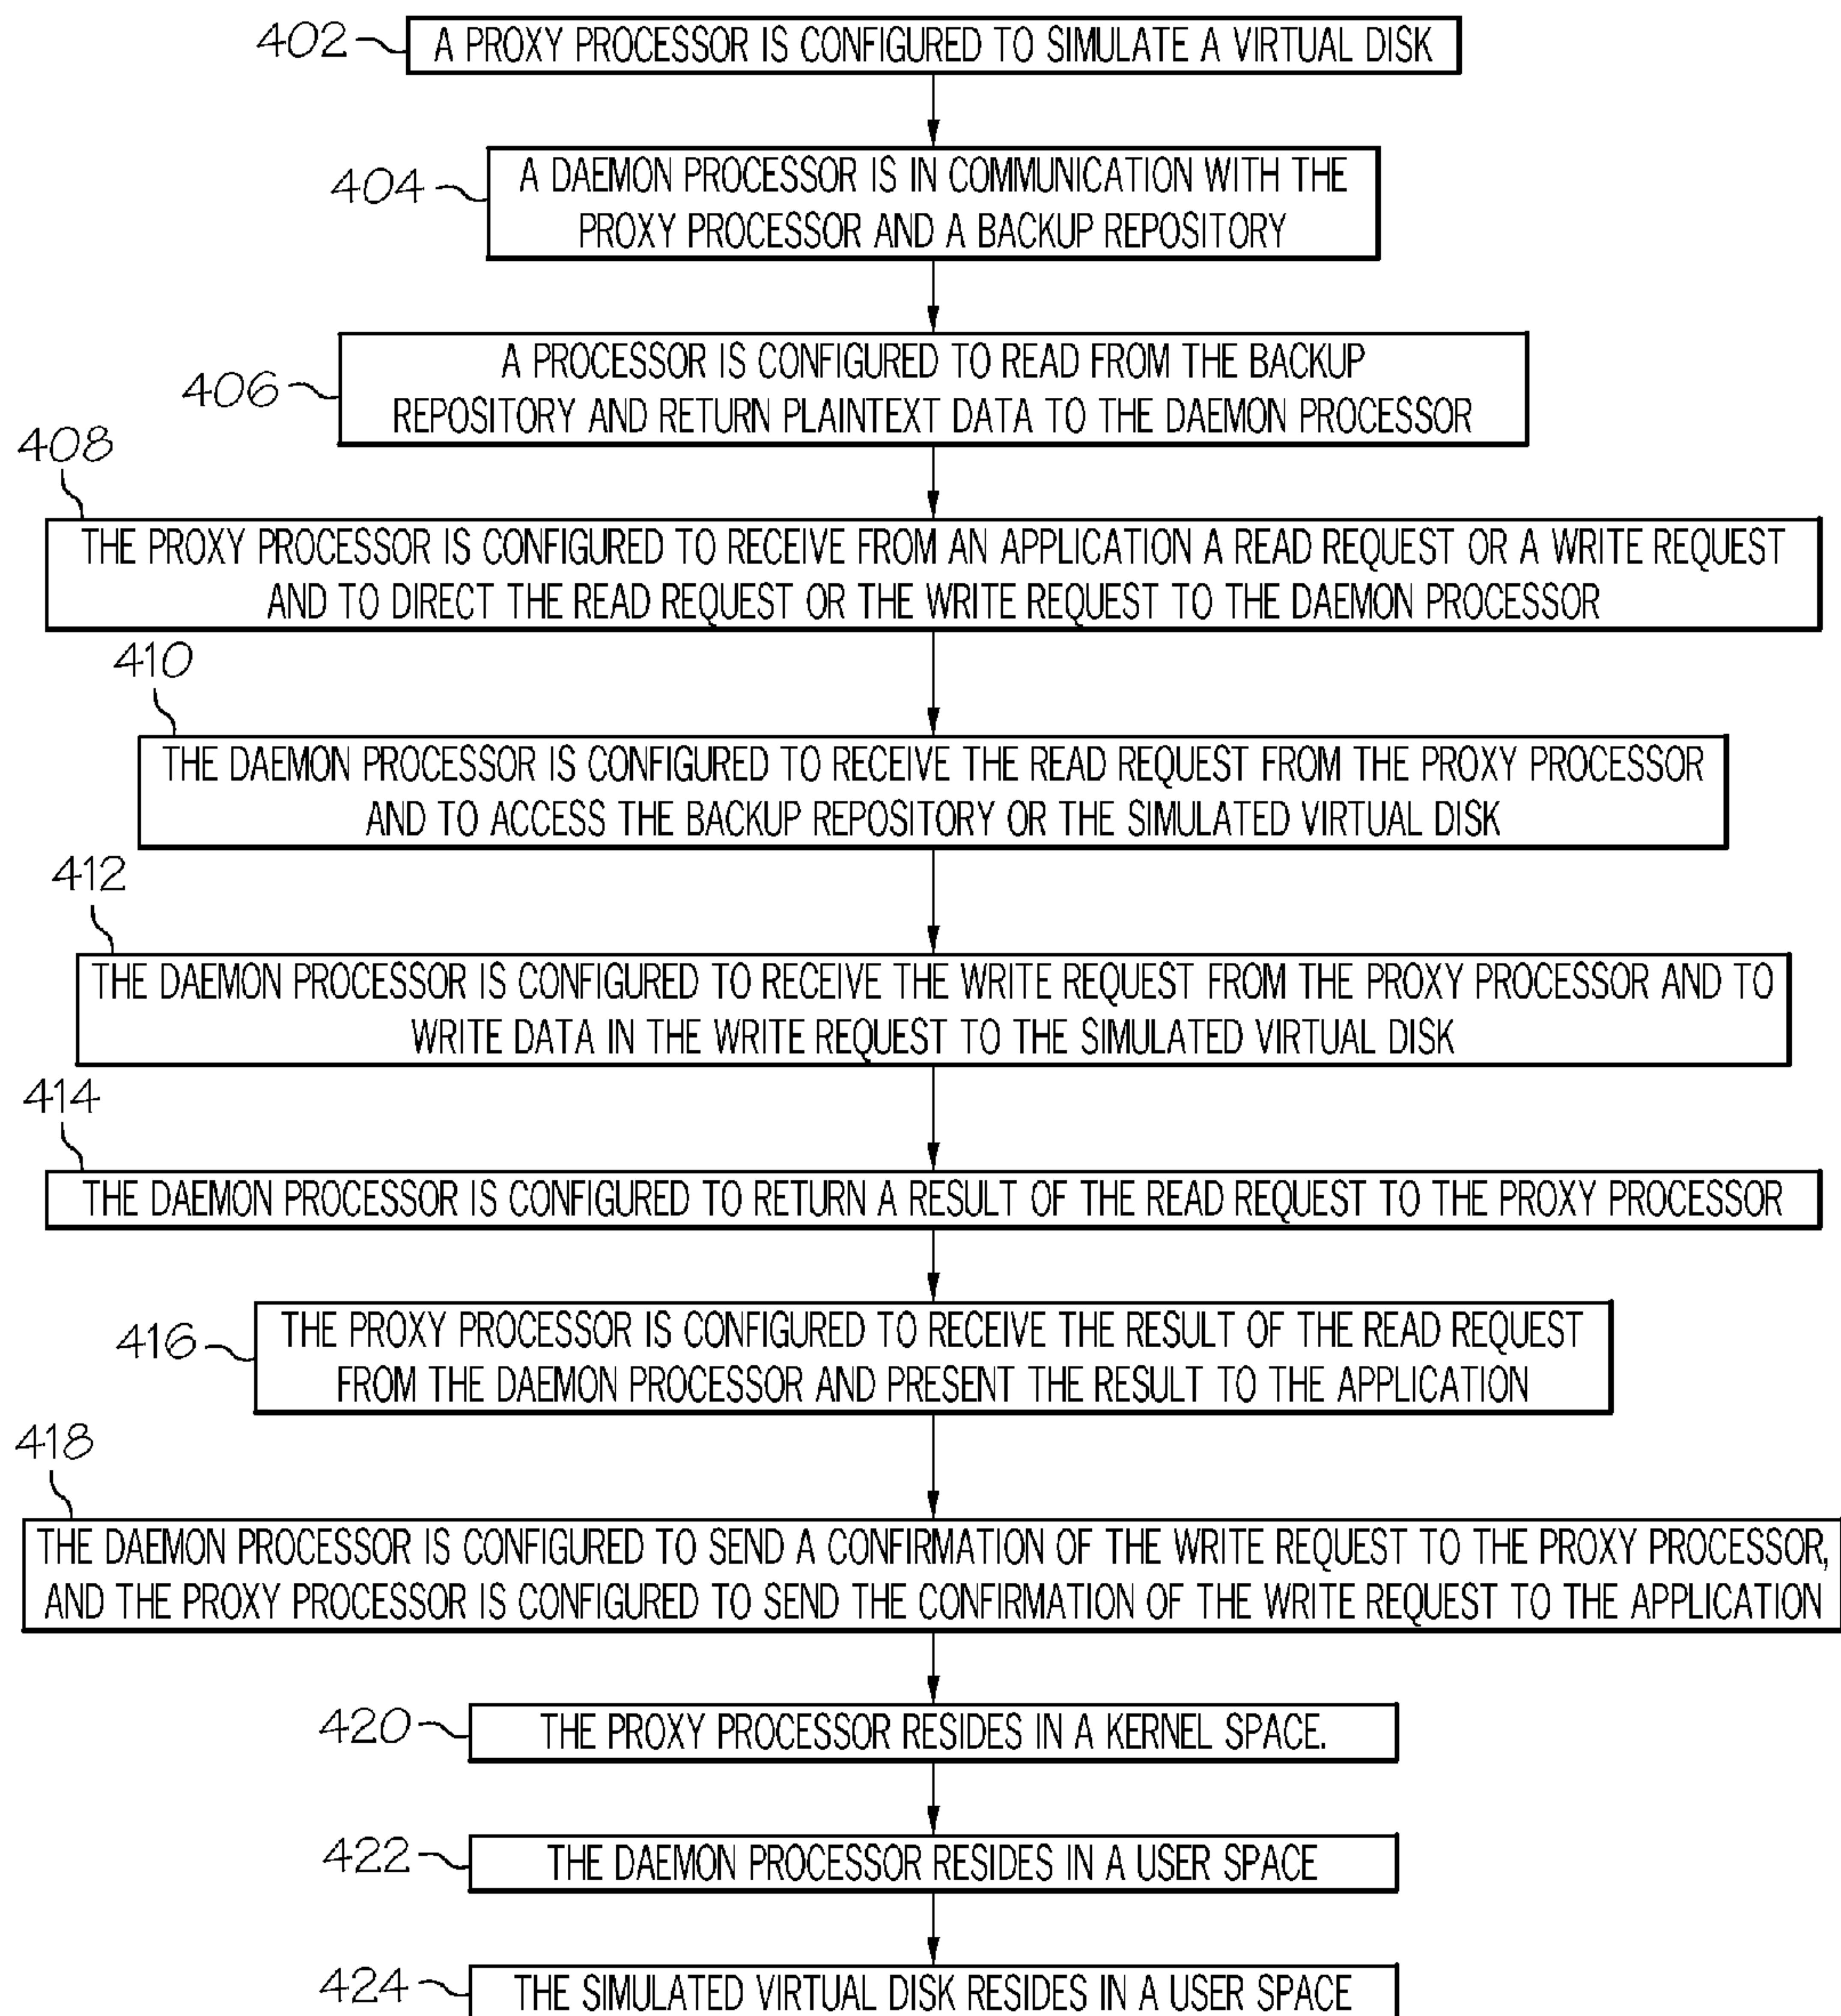 402
A PROXY PROCESSOR IS CONFIGURED TO SIMULATE A VIRTUAL DISK
404
A DAEMON PROCESSOR IS IN COMMUNICATION WITH THE
PROXY PROCESSOR AND A BACKUP REPOSITORY
406
A PROCESSOR IS CONFIGURED TO READ FROM THE BACKUP
REPOSITORY AND RETURN PLAINTEXT DATA TO THE DAEMON PROCESSOR
408
THE PROXY PROCESSOR IS CONFIGURED TO RECEIVE FROM AN APPLICATION A READ REQUEST OR A WRITE REQUEST
AND TO DIRECT THE READ REQUEST OR THE WRITE REQUEST TO THE DAEMON PROCESSOR
410
THE DAEMON PROCESSOR IS CONFIGURED TO RECEIVE THE READ REQUEST FROM THE PROXY PROCESSOR
AND TO ACCESS THE BACKUP REPOSITORY OR THE SIMULATED VIRTUAL DISK
412
THE DAEMON PROCESSOR IS CONFIGURED TO RECEIVE THE WRITE REQUEST FROM THE PROXY PROCESSOR AND TO
WRITE DATA IN THE WRITE REQUEST TO THE SIMULATED VIRTUAL DISK
414
THE DAEMON PROCESSOR IS CONFIGURED TO RETURN A RESULT OF THE READ REQUEST TO THE PROXY PROCESSOR
416
THE PROXY PROCESSOR IS CONFIGURED TO RECEIVE THE RESULT OF THE READ REQUEST
FROM THE DAEMON PROCESSOR AND PRESENT THE RESULT TO THE APPLICATION
418
THE DAEMON PROCESSOR IS CONFIGURED TO SEND A CONFIRMATION OF THE WRITE REQUEST TO THE PROXY PROCESSOR,
AND THE PROXY PROCESSOR IS CONFIGURED TO SEND THE CONFIRMATION OF THE WRITE REQUEST TO THE APPLICATION
420
THE PROXY PROCESSOR RESIDES IN A KERNEL SPACE.
422
THE DAEMON PROCESSOR RESIDES IN A USER SPACE
424
THE SIMULATED VIRTUAL DISK RESIDES IN A USER SPACE